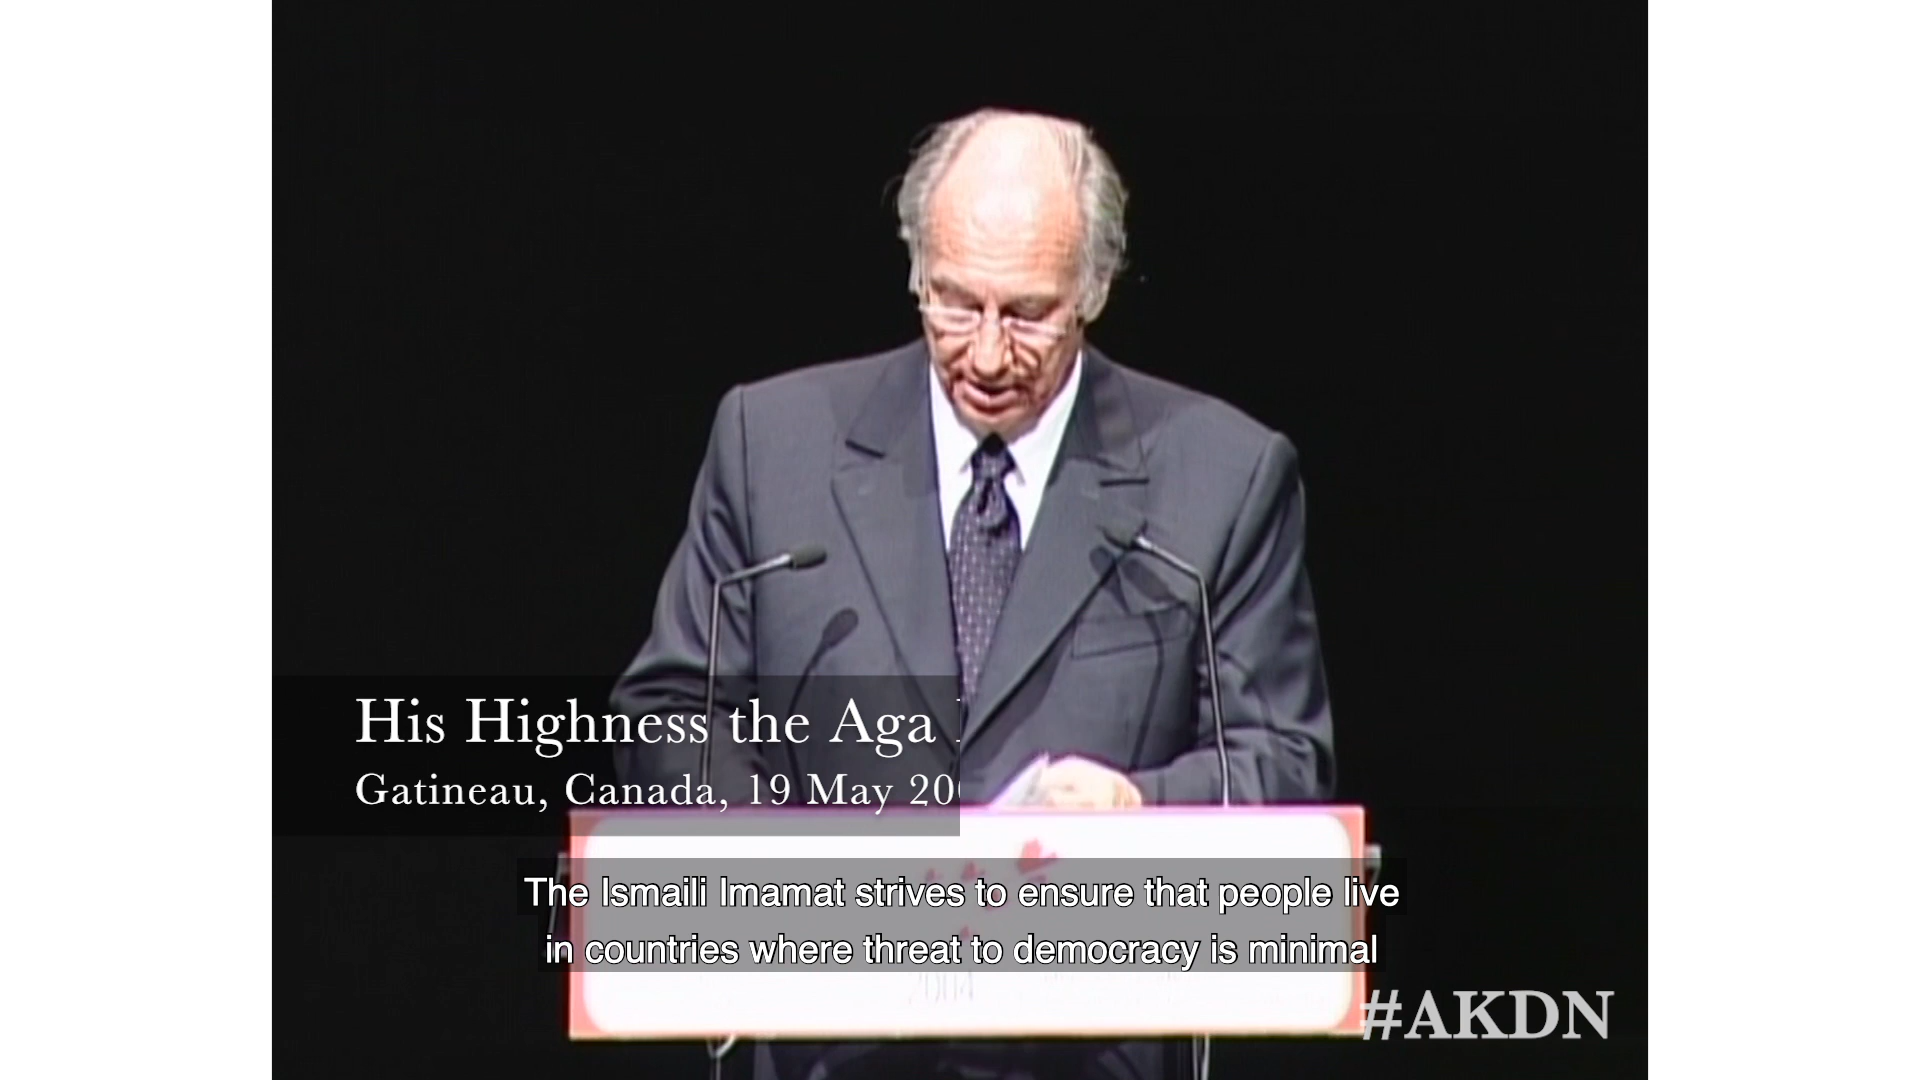 His Highness the Aga
Gatineau, Canada, 19 May 20
The Ismaili Imamat strives to ensure that people live
in countries where threat to democracy is minimal
2004
#AKDN